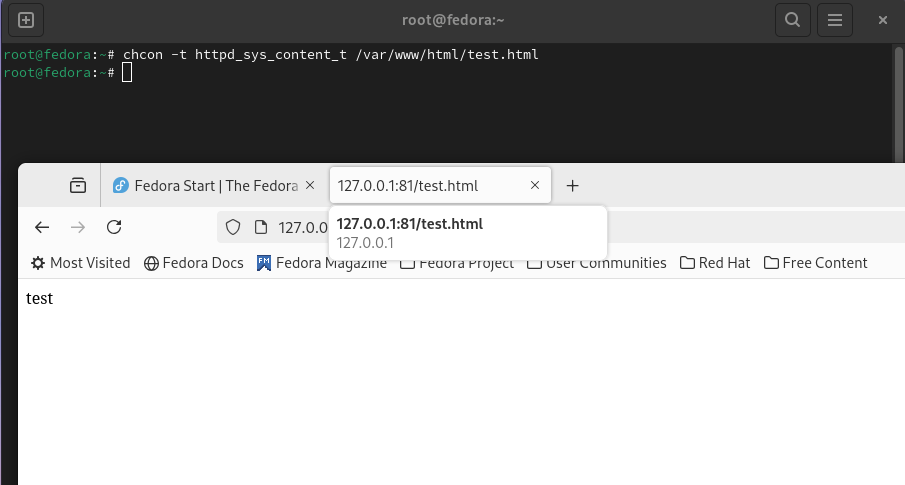 root@fedora:~
root@fedora:~# chcon -t httpd_sys_content_t /var/www/html/test.html
root@fedora:~#
Fedora Start | The Fedora
127.0.0.1:81/test.html
127.0.0
127.0.0.1:81/test.html
127.0.0.1
Most Visited Fedora Docs FM Fedora Magazine Fedora Project User Communities Red Hat Free Content
test